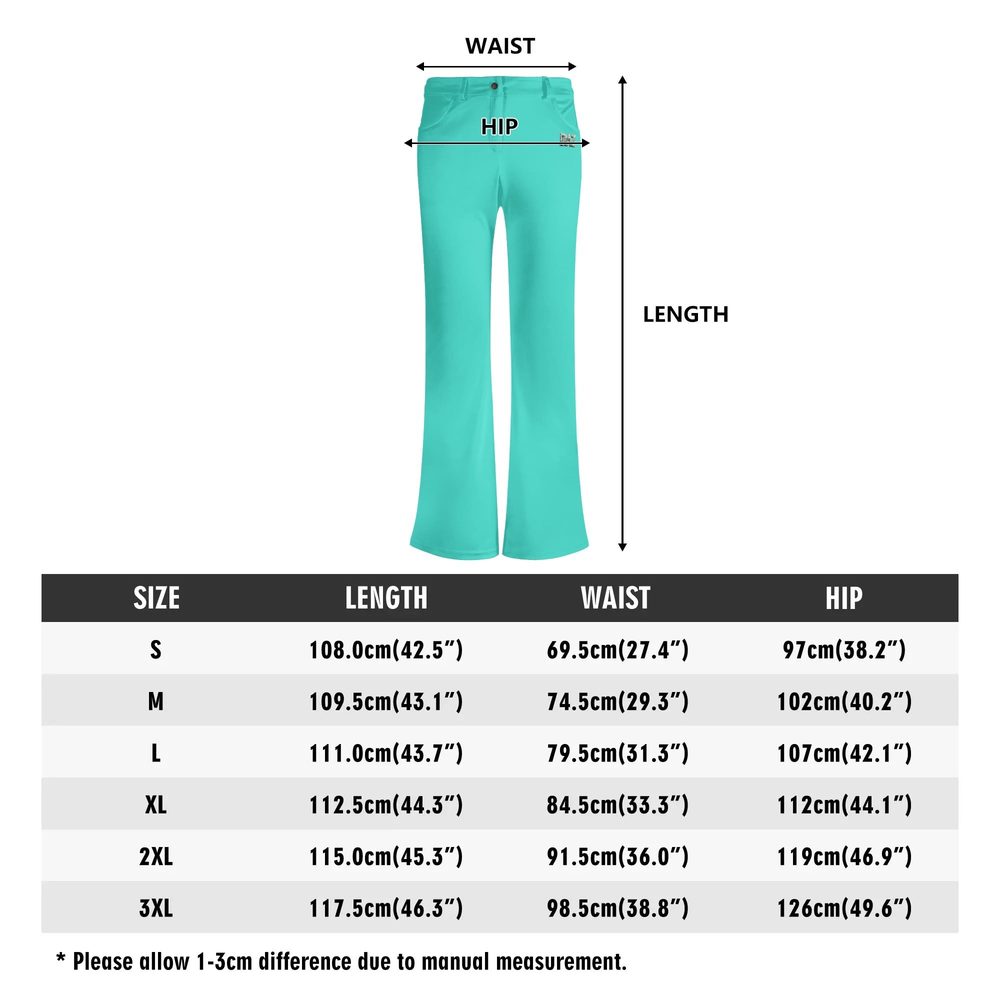 WAIST
HIP
LENGTH
SIZE LENGTH WAIST HIP
S 108.0cm(42.5″) 69.5cm(27.4″) 97cm(38.2″)
M 109.5cm(43.1″) 74.5cm(29.3″) 102cm(40.2″)
L 111.0cm(43.7″) 79.5cm(31.3″) 107cm(42.1″)
XL 112.5cm(44.3″) 84.5cm(33.3″) 112cm(44.1″)
2XL 115.0cm(45.3″) 91.5cm(36.0″) 119cm(46.9″)
3XL 117.5cm(46.3″) 98.5cm(38.8″) 126cm(49.6″)
* Please allow 1-3cm difference due to manual measurement.